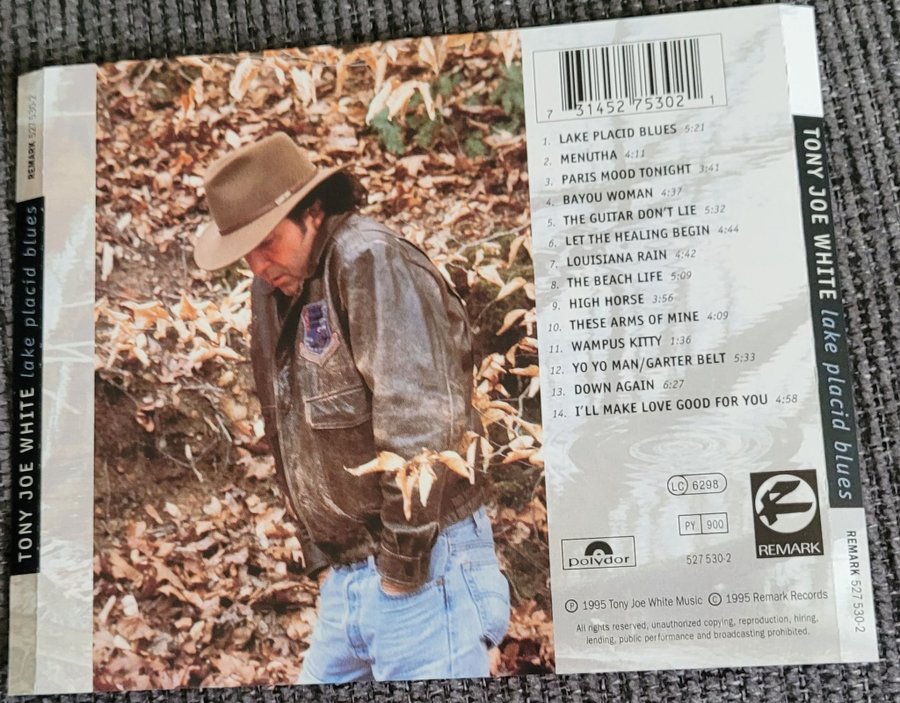 REMARK 527 530-2
TONY JOE WHITE lake placid blues
7 31452 75302 1
1. LAKE PLACID BLUES 5:21
2. MENUTHA 4:11
3. PARIS MOOD TONIGHT 3:41
4. BAYOU WOMAN 4:37
5. THE GUITAR DON'T LIE 5:32
6. LET THE HEALING BEGIN 4:44
7. LOUISIANA RAIN 4:42
8. THE BEACH LIFE 5:09
9. HIGH HORSE 3:56
10. THESE ARMS OF MINE 4:09
11. WAMPUS KITTY 1:36
12. YO YO MAN/GARTER BELT 5:33
13. DOWN AGAIN 6:27
14. I'LL MAKE LOVE GOOD FOR YOU 4:58
LC 6298
PY 900
polydor
527 530-2
REMARK
℗ 1995 Tony Joe White Music © 1995 Remark Records
All rights reserved, unauthorized copying, reproduction, hiring,
lending, public performance and broadcasting prohibited.
TONY JOE WHITE lake placid blues
REMARK 527 530-2